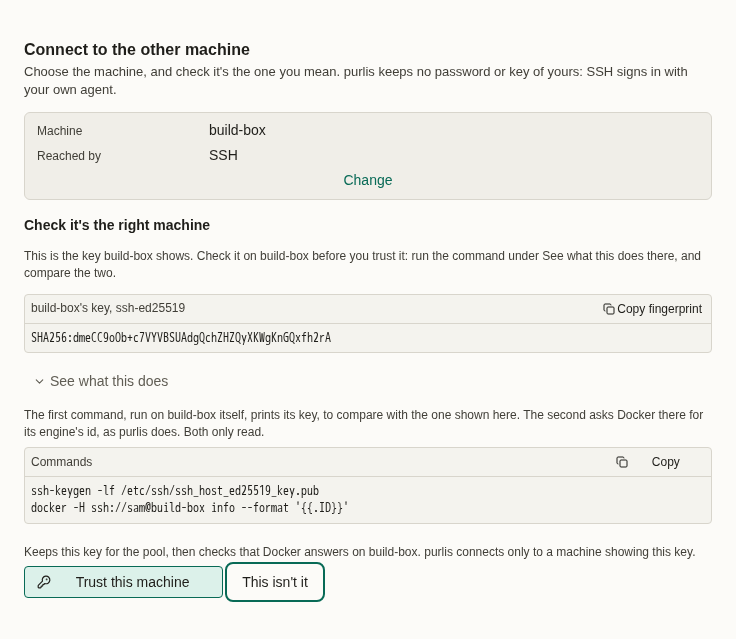 Connect to the other machine
Choose the machine, and check it's the one you mean. purlis keeps no password or key of yours: SSH signs in with
your own agent.
Machine build-box
Reached by SSH
Change
Check it's the right machine
This is the key build-box shows. Check it on build-box before you trust it: run the command under See what this does there, and
compare the two.
build-box's key, ssh-ed25519 Copy fingerprint
SHA256:dmeCC9oOb+c7VYVBSUAdgQchZHZQyXKWgKnGQxfh2rA
See what this does
The first command, run on build-box itself, prints its key, to compare with the one shown here. The second asks Docker there for
its engine's id, as purlis does. Both only read.
Commands Copy
ssh-keygen -lf /etc/ssh/ssh_host_ed25519_key.pub
docker -H ssh://sam@build-box info --format '{{.ID}}'
Keeps this key for the pool, then checks that Docker answers on build-box. purlis connects only to a machine showing this key.
Trust this machine This isn't it